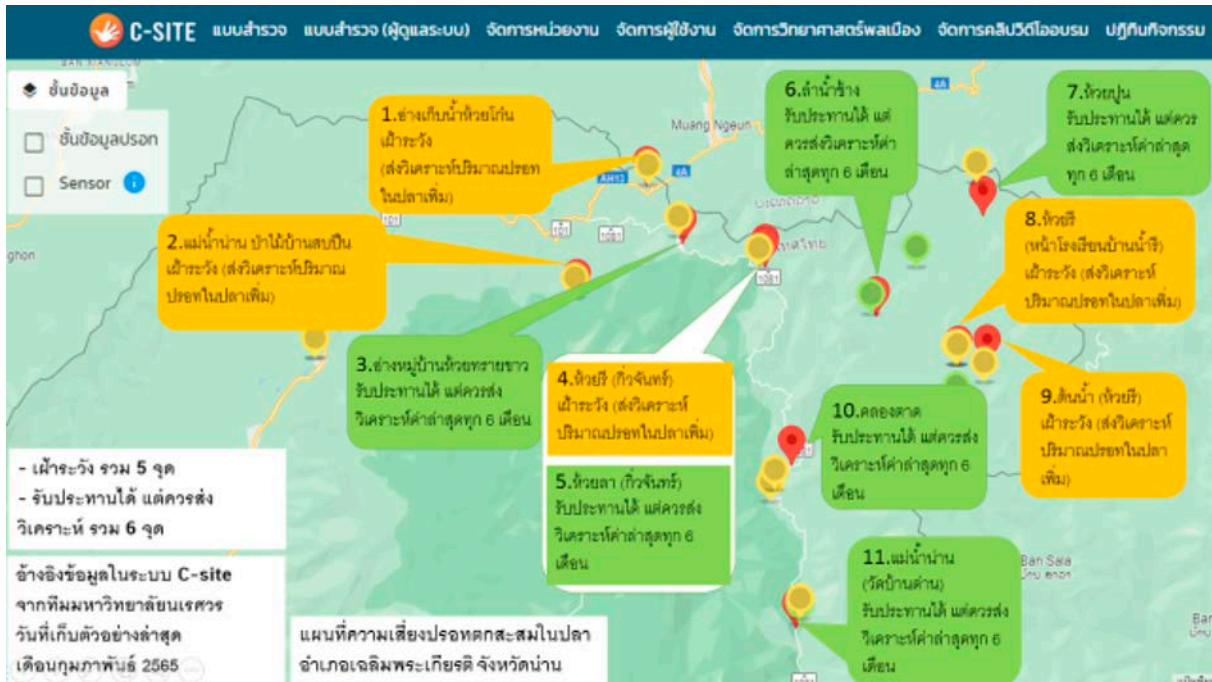 C-SITE แบบสำรวจ แบบสำรวจ (ผู้ดูแลระบบ) จัดการหน่วยงาน จัดการผู้ใช้งาน จัดการวิทยาศาสตร์พลเมือง จัดการคลิปวีดีโออบรม ปฏิทินกิจกรรม
ชั้นข้อมูล
ชั้นข้อมูลปรอท
Sensor
1.อ่างเก็บน้ำห้วยโก๋น
เฝ้าระวัง
(ส่งวิเคราะห์ปริมาณปรอท
ในปลาเพิ่ม)
Muang Ngeun
4A
6.ลำน้ำช้าง
รับประทานได้ แต่
ควรส่งวิเคราะห์ค่า
ล่าสุดทุก 6 เดือน
4A
7.ห้วยปูน
รับประทานได้ แต่ควร
ส่งวิเคราะห์ค่าล่าสุด
ทุก 6 เดือน
AH13
101
101
1081
ghon
2.แม่น้ำน่าน ป่าไม้บ้านสบปืน
เฝ้าระวัง (ส่งวิเคราะห์ปริมาณ
ปรอทในปลาเพิ่ม)
1081
8.ห้วยรี
(หน้าโรงเรียนบ้านน้ำรี)
เฝ้าระวัง (ส่งวิเคราะห์
ปริมาณปรอทในปลาเพิ่ม)
3.อ่างหมู่บ้านห้วยทรายขาว
รับประทานได้ แต่ควรส่ง
วิเคราะห์ค่าล่าสุดทุก 6 เดือน
4.ห้วยรี (กิ่วจันทร์)
เฝ้าระวัง (ส่งวิเคราะห์
ปริมาณปรอทในปลาเพิ่ม)
5.ห้วยลา (กิ่วจันทร์)
รับประทานได้ แต่ควรส่ง
วิเคราะห์ค่าล่าสุดทุก 6
เดือน
9.ต้นน้ำ (ห้วยรี)
เฝ้าระวัง (ส่งวิเคราะห์
ปริมาณปรอทในปลา
เพิ่ม)
10.คลองตาด
รับประทานได้ แต่ควรส่ง
วิเคราะห์ค่าล่าสุดทุก 6
เดือน
11.แม่น้ำน่าน
(วัดบ้านด่าน)
รับประทานได้ แต่ควรส่ง
วิเคราะห์ค่าล่าสุดทุก 6
เดือน
Ban Sala
- เฝ้าระวัง รวม 5 จุด
- รับประทานได้ แต่ควรส่ง
วิเคราะห์ รวม 6 จุด
อ้างอิงข้อมูลในระบบ C-site
จากทีมมหาวิทยาลัยนเรศวร
วันที่เก็บตัวอย่างล่าสุด
เดือนกุมภาพันธ์ 2565
แผนที่ความเสี่ยงปรอทตกสะสมในปลา
อำเภอเฉลิมพระเกียรติ จังหวัดน่าน